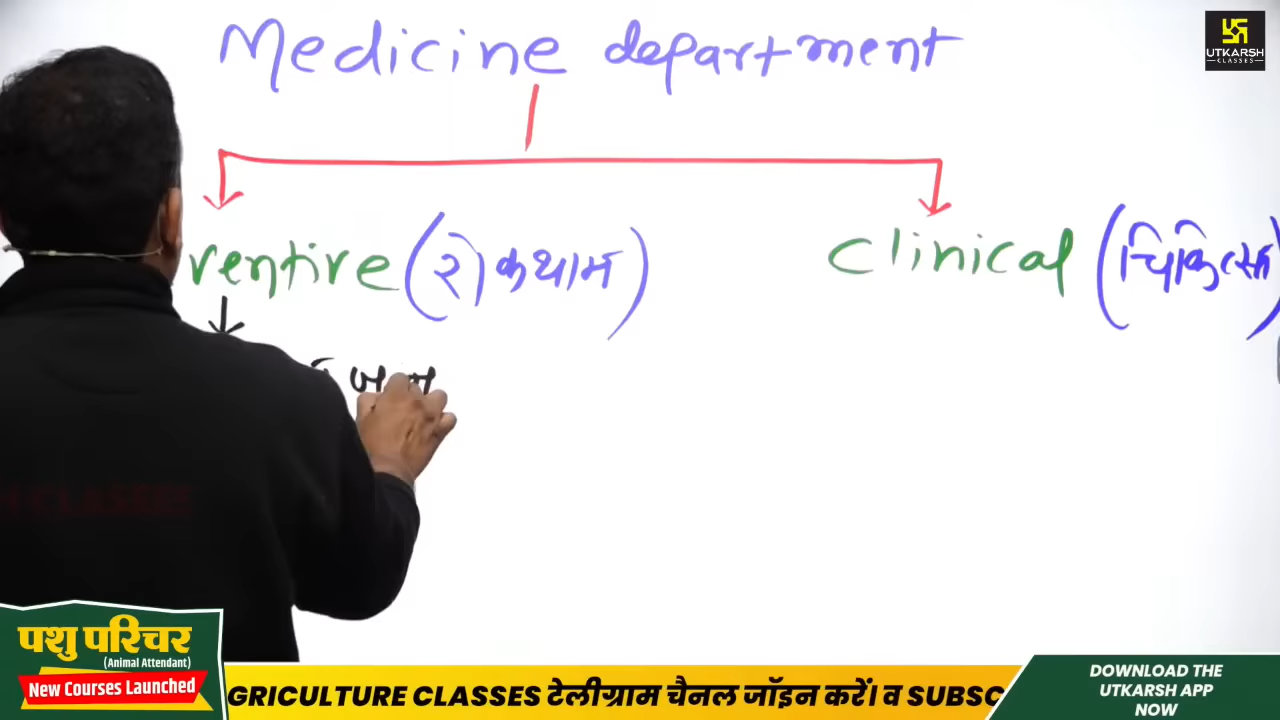 Medicine department
UTKARSH
CLASSES
ventive (रोकथाम)
Clinical (चिकित्सा)
पशु परिचर
(Animal Attendant)
New Courses Launched
GRICULTURE CLASSES टेलीग्राम चैनल जॉइन करें। व SUBSC
DOWNLOAD THE
UTKARSH APP
NOW